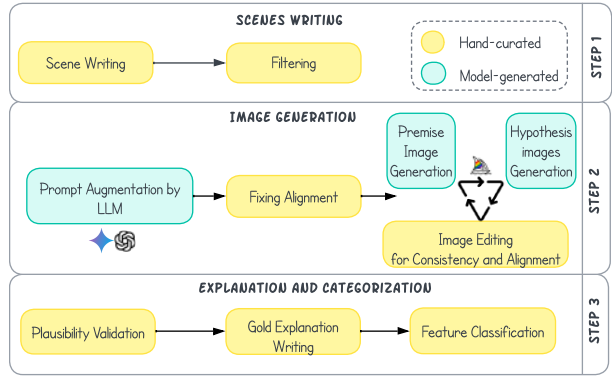 SCENES WRITING
Scene Writing
Filtering
Hand-curated
Model-generated
STEP 1
IMAGE GENERATION
Prompt Augmentation by
LLM
Fixing Alignment
Premise
Image
Generation
Hypothesis
images
Generation
Image Editing
for Consistency and Alignment
STEP 2
EXPLANATION AND CATEGORIZATION
Plausibility Validation
Gold Explanation
Writing
Feature Classification
STEP 3